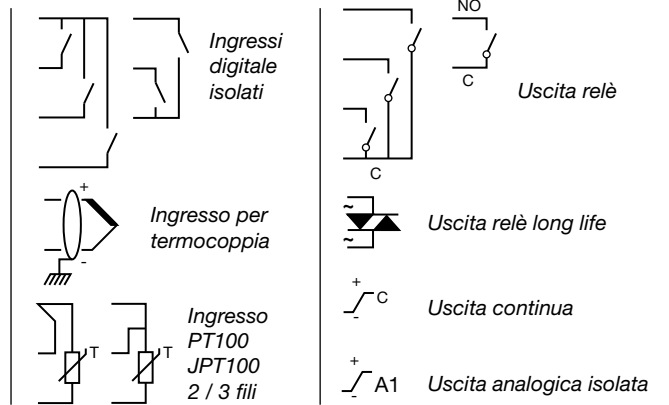 Ingressi
digitale
isolati
+
-
Ingresso per
termocoppia
T
T
Ingresso
PT100
JPT100
2 / 3 fili
NO
C
C
Uscita relè
~
~
Uscita relè long life
+
-
C
Uscita continua
+
-
A1
Uscita analogica isolata